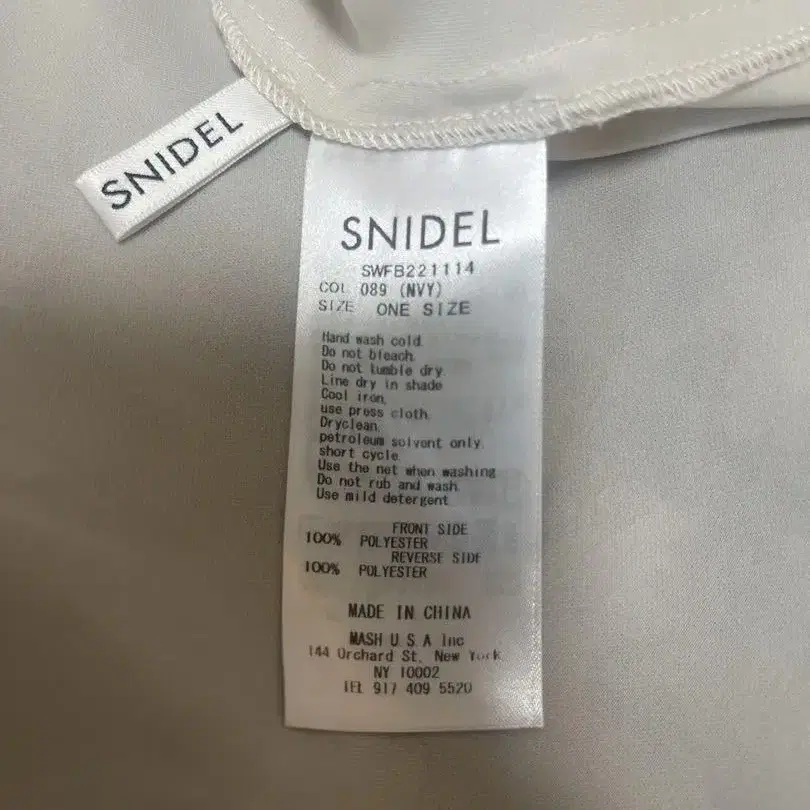 SNIDEL
SNIDEL
SWFB221114
COL 089 (NVY)
SIZE ONE SIZE
Hand wash cold.
Do not bleach.
Do not tumble dry.
Line dry in shade
Cool iron,
use press cloth.
Dryclean,
petroleum solvent only.
short cycle.
Use the net when washing
Do not rub and wash.
Use mild detergent
FRONT SIDE
100% POLYESTER
REVERSE SIDE
100% POLYESTER
MADE IN CHINA
MASH U.S.A Inc
144 Orchard St, New York
NY 10002
TEL 917 409 5520